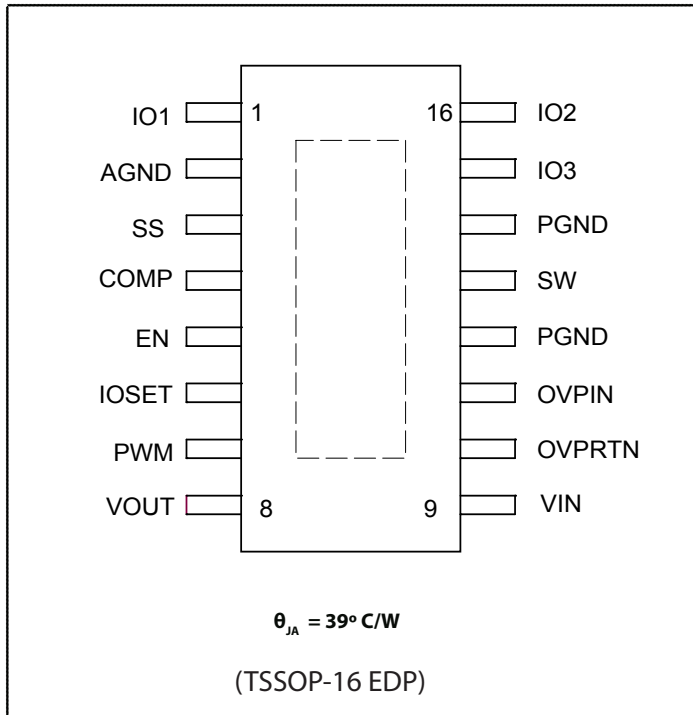 IO1 1 16 IO2
AGND IO3
SS PGND
COMP SW
EN PGND
IOSET OVPIN
PWM OVPRTN
VOUT 8 9 VIN
θJA = 39º C/W
(TSSOP-16 EDP)